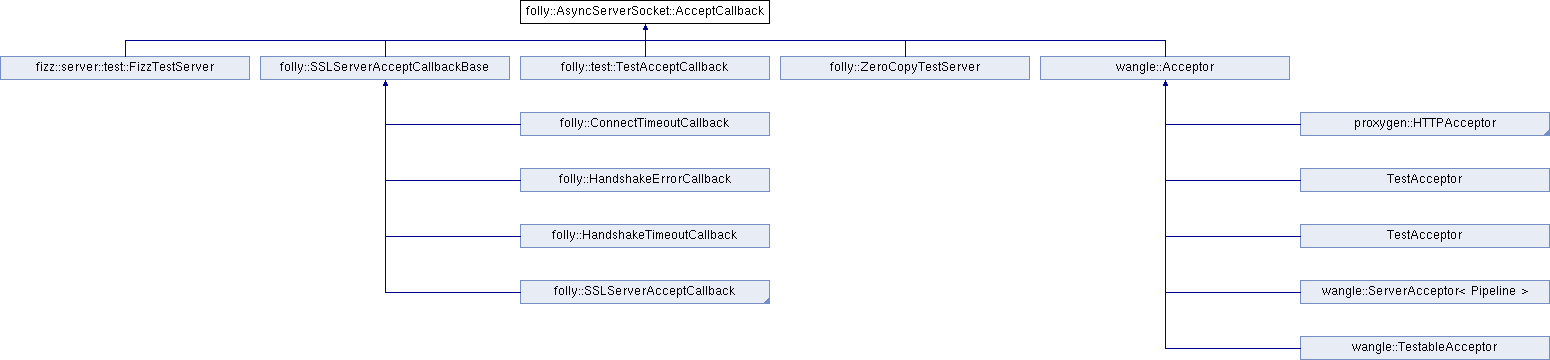 folly::AsyncServerSocket::AcceptCallback
fizz::server::test::FizzTestServer
folly::SSLServerAcceptCallbackBase
folly::test::TestAcceptCallback
folly::ZeroCopyTestServer
wangle::Acceptor
folly::ConnectTimeoutCallback
proxygen::HTTPAcceptor
folly::HandshakeErrorCallback
TestAcceptor
folly::HandshakeTimeoutCallback
TestAcceptor
folly::SSLServerAcceptCallback
wangle::ServerAcceptor< Pipeline >
wangle::TestableAcceptor